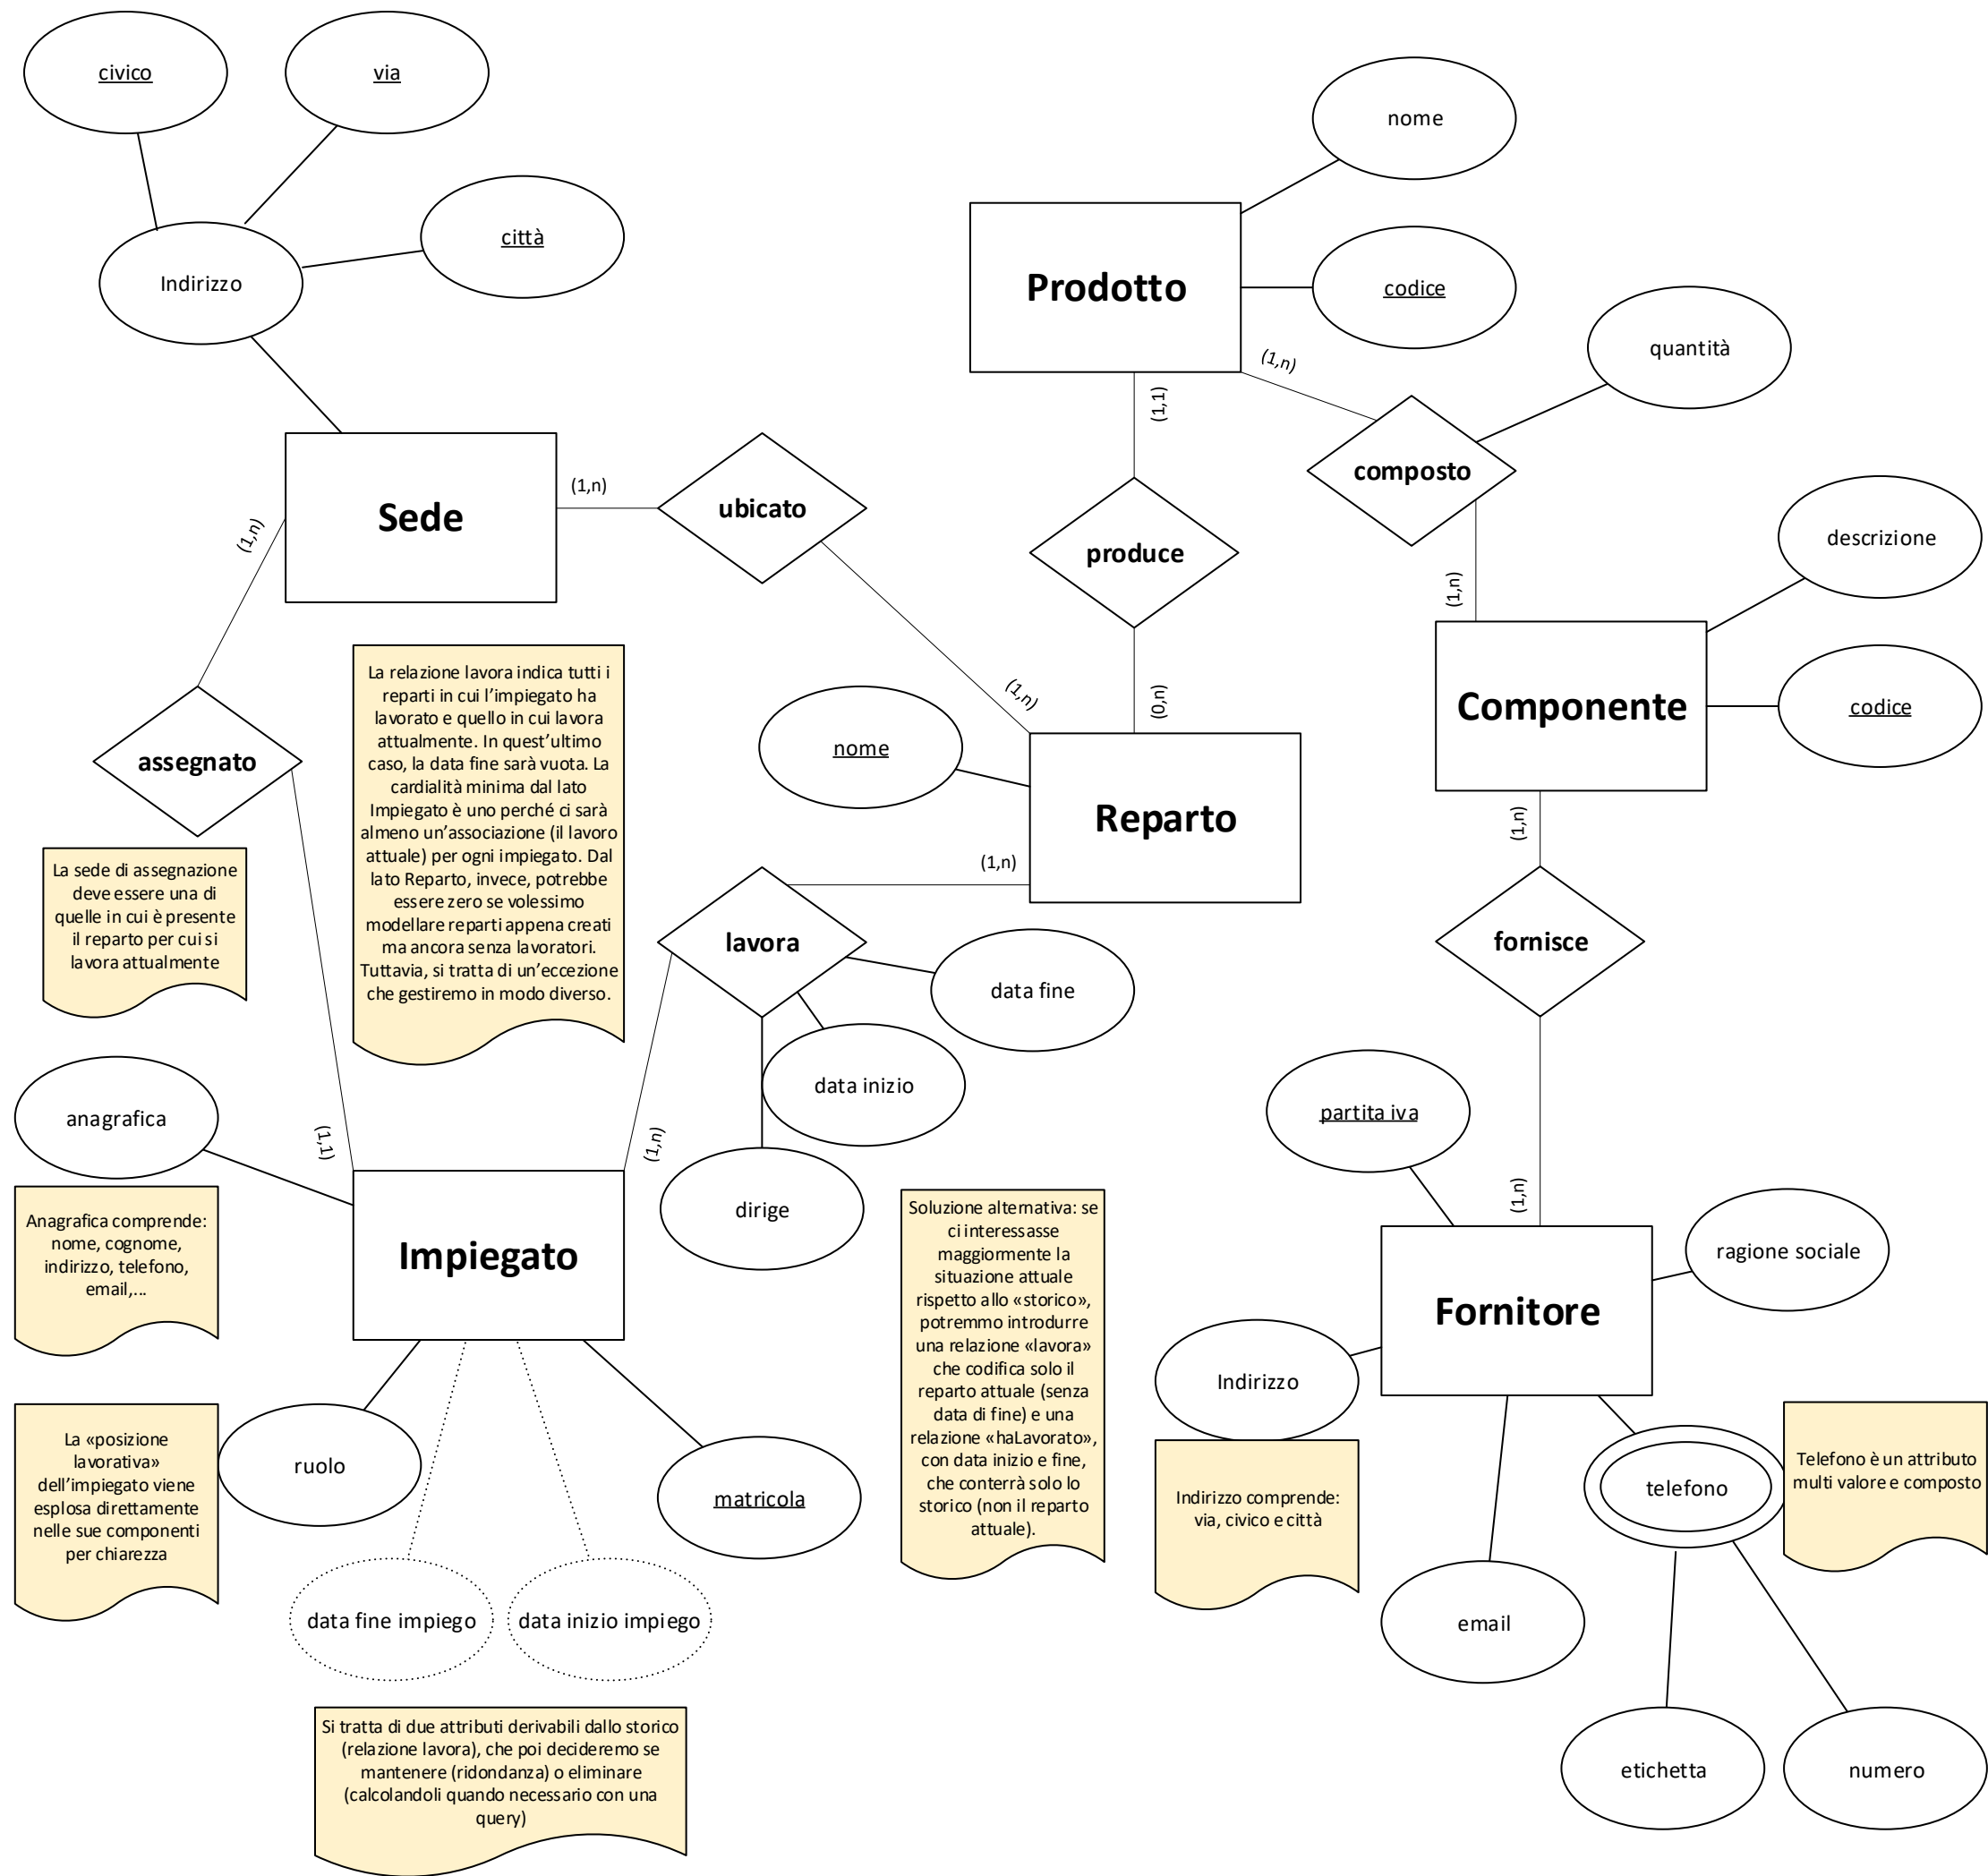 civico
via
nome
città
Indirizzo
Prodotto
codice
quantità
(1,n)
(1,1)
composto
Sede
(1,n)
ubicato
(1,n)
produce
descrizione
(1,n)
(1,n)
(0,n)
Componente
codice
nome
assegnato
Reparto
La relazione lavora indica tutti i
reparti in cui l’impiegato ha
lavorato e quello in cui lavora
attualmente. In quest’ultimo
caso, la data fine sarà vuota. La
cardialità minima dal lato
Impiegato è uno perché ci sarà
almeno un’associazione (il lavoro
attuale) per ogni impiegato. Dal
lato Reparto, invece, potrebbe
essere zero se volessimo
modellare reparti appena creati
ma ancora senza lavoratori.
Tuttavia, si tratta di un’eccezione
che gestiremo in modo diverso.
(1,n)
(1,n)
La sede di assegnazione
deve essere una di
quelle in cui è presente
il reparto per cui si
lavora attualmente
lavora
fornisce
data fine
data inizio
anagrafica
(1,1)
(1,n)
partita iva
(1,n)
dirige
Anagrafica comprende:
nome, cognome,
indirizzo, telefono,
email,...
Impiegato
Soluzione alternativa: se
ci interessasse
maggiormente la
situazione attuale
rispetto allo «storico»,
potremmo introdurre
una relazione «lavora»
che codifica solo il
reparto attuale (senza
data di fine) e una
relazione «haLavorato»,
con data inizio e fine,
che conterrà solo lo
storico (non il reparto
attuale).
ragione sociale
Fornitore
Indirizzo
La «posizione
lavorativa»
dell’impiegato viene
esplosa direttamente
nelle sue componenti
per chiarezza
ruolo
matricola
Indirizzo comprende:
via, civico e città
telefono
Telefono è un attributo
multi valore e composto
data fine impiego
data inizio impiego
email
Si tratta di due attributi derivabili dallo storico
(relazione lavora), che poi decideremo se
mantenere (ridondanza) o eliminare
(calcolandoli quando necessario con una
query)
etichetta
numero